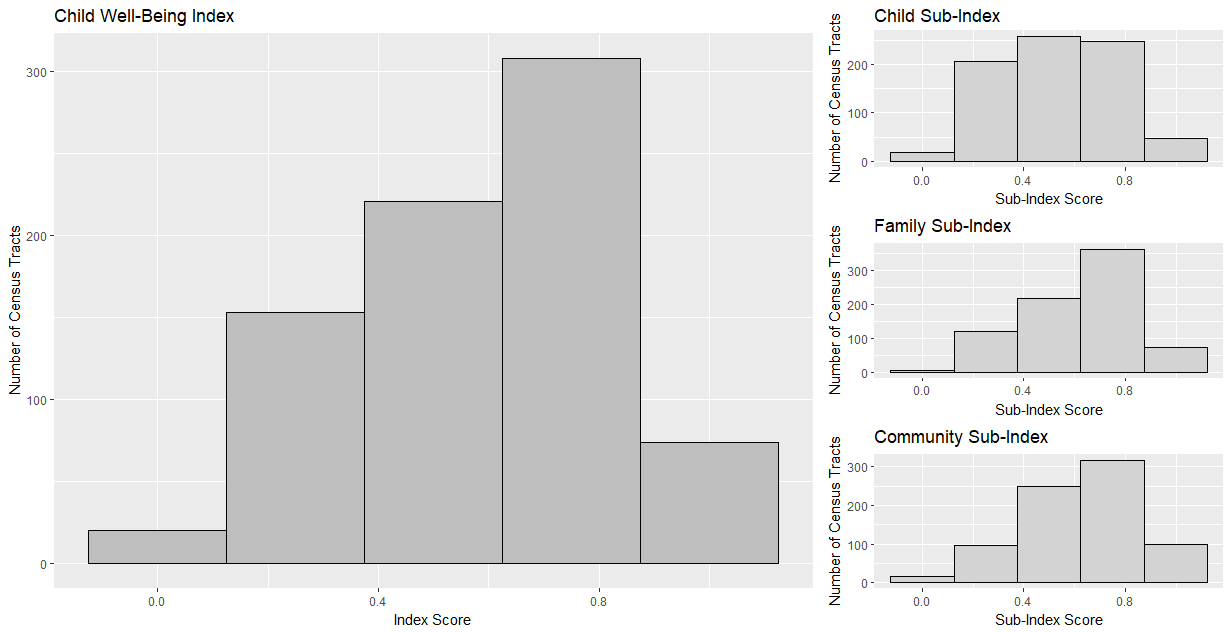 Child Well-Being Index
Number of Census Tracts
300
200
100
0
0.0 0.4 0.8
Index Score
Child Sub-Index
Number of Census Tracts
200
100
0
0.0 0.4 0.8
Sub-Index Score
Family Sub-Index
Number of Census Tracts
300
200
100
0
0.0 0.4 0.8
Sub-Index Score
Community Sub-Index
Number of Census Tracts
300
200
100
0
0.0 0.4 0.8
Sub-Index Score